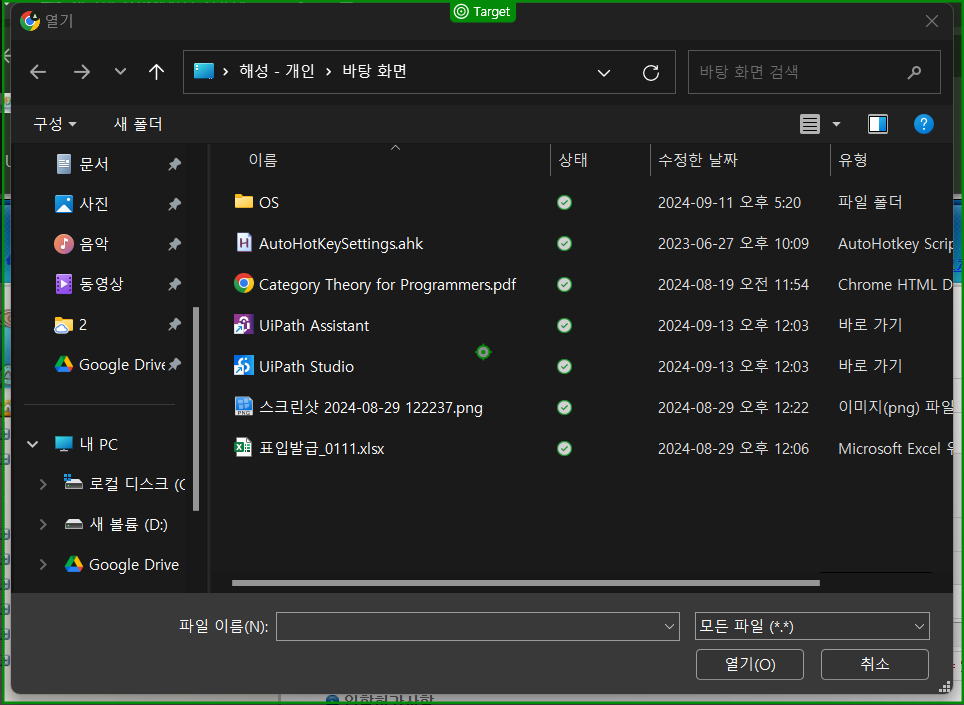 Target
열기
해성 - 개인 > 바탕 화면
바탕 화면 검색
구성
새 폴더
이름 상태 수정한 날짜 유형
문서
사진
음악
동영상
2
Google Drive
내 PC
로컬 디스크 (C
새 볼륨 (D:)
Google Drive
OS 2024-09-11 오후 5:20 파일 폴더
AutoHotKeySettings.ahk 2023-06-27 오후 10:09 AutoHotkey Scrip
Category Theory for Programmers.pdf 2024-08-19 오전 11:54 Chrome HTML D
UiPath Assistant 2024-09-13 오후 12:03 바로 가기
UiPath Studio 2024-09-13 오후 12:03 바로 가기
스크린샷 2024-08-29 122237.png 2024-08-29 오후 12:22 이미지(png) 파일
표입발급_0111.xlsx 2024-08-29 오후 12:06 Microsoft Excel
파일 이름(N):
모든 파일 (*.*)
열기(O)
취소